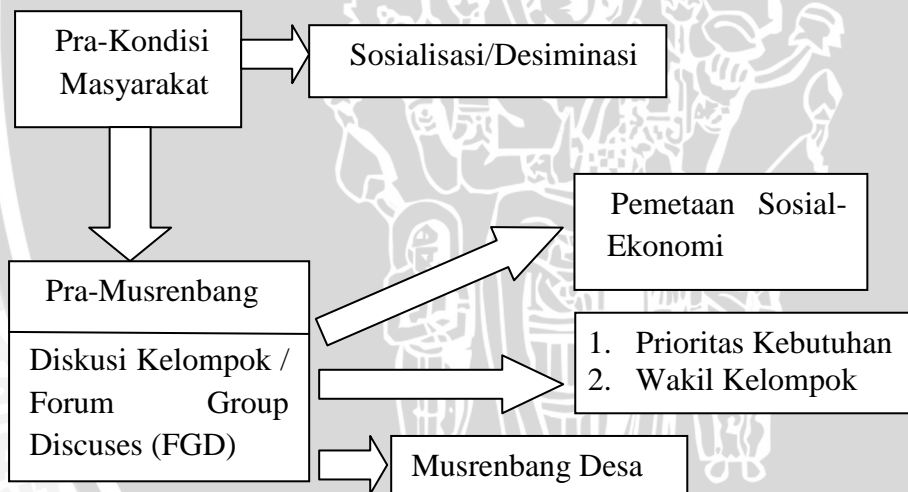 Pra-Kondisi
Masyarakat
Sosialisasi/Desiminasi
Pemetaan Sosial-
Ekonomi
Pra-Musrenbang
Diskusi Kelompok /
Forum Group
Discuses (FGD)
1. Prioritas Kebutuhan
2. Wakil Kelompok
Musrenbang Desa